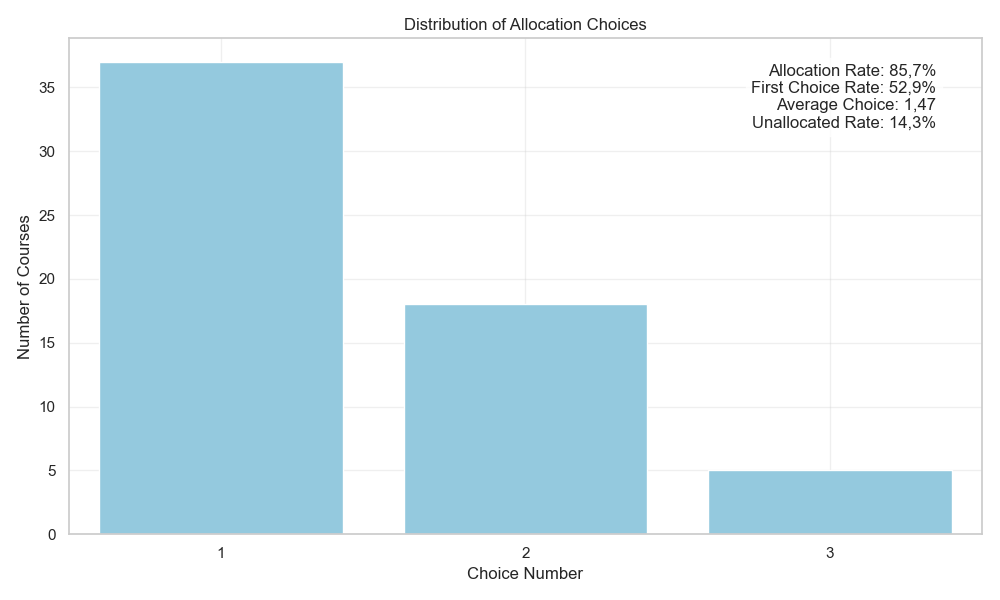 Distribution of Allocation Choices
Allocation Rate: 85,7%
First Choice Rate: 52,9%
Average Choice: 1,47
Unallocated Rate: 14,3%
Number of Courses
35
30
25
20
15
10
5
0
1
2
3
Choice Number